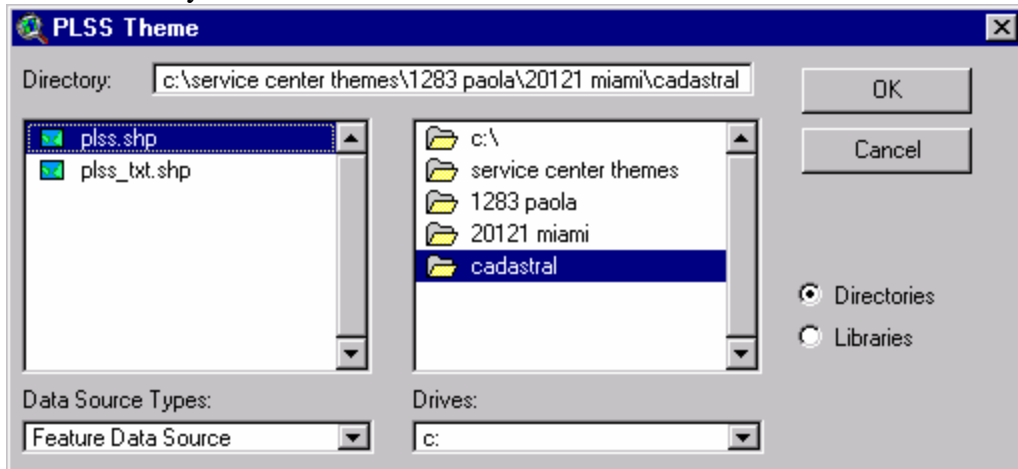 PLSS Theme
Directory: c:\service center themes\1283 paola\20121 miami\cadastral
OK
Cancel
plss.shp
plss_txt.shp
c:\
service center themes
1283 paola
20121 miami
cadastral
Directories
Libraries
Data Source Types:
Feature Data Source
Drives:
c: